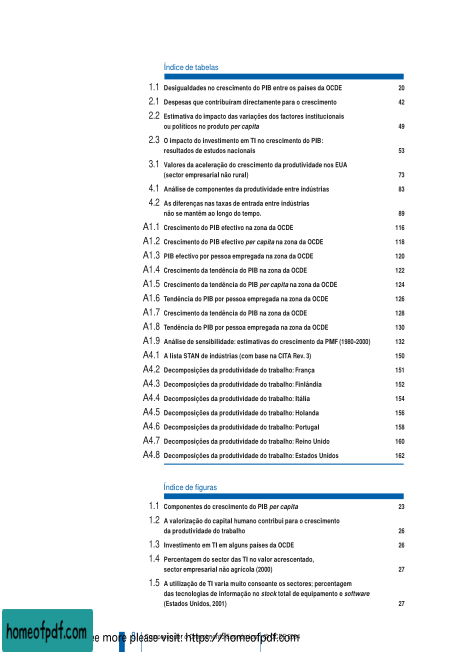 Índice de tabelas
1.1 Desigualdades no crescimento do PIB entre os países da OCDE 20
2.1 Despesas que contribuíram directamente para o crescimento 42
2.2 Estimativa do impacto das variações dos factores institucionais
ou políticos no produto per capita 49
2.3 O impacto do investimento em TI no crescimento do PIB:
resultados de estudos nacionais 53
3.1 Valores da aceleração do crescimento da produtividade nos EUA
(sector empresarial não rural) 73
4.1 Análise de componentes da produtividade entre indústrias 83
4.2 As diferenças nas taxas de entrada entre indústrias
não se mantém ao longo do tempo. 89
A1.1 Crescimento do PIB efectivo na zona da OCDE 116
A1.2 Crescimento do PIB efectivo per capita na zona da OCDE 118
A1.3 PIB efectivo por pessoa empregada na zona da OCDE 120
A1.4 Crescimento da tendência do PIB na zona da OCDE 122
A1.5 Crescimento da tendência do PIB per capita na zona da OCDE 124
A1.6 Tendência do PIB por pessoa empregada na zona da OCDE 126
A1.7 Crescimento da tendência do PIB na zona da OCDE 128
A1.8 Tendência do PIB por pessoa empregada na zona da OCDE 130
A1.9 Análise de sensibilidade: estimativas do crescimento da PMF (1980-2000) 132
A4.1 A lista STAN de indústrias (com base na CITA Rev. 3) 150
A4.2 Decomposições da produtividade do trabalho: França 151
A4.3 Decomposições da produtividade do trabalho: Finlândia 152
A4.4 Decomposições da produtividade do trabalho: Itália 154
A4.5 Decomposições da produtividade do trabalho: Holanda 156
A4.6 Decomposições da produtividade do trabalho: Portugal 158
A4.7 Decomposições da produtividade do trabalho: Reino Unido 160
A4.8 Decomposições da produtividade do trabalho: Estados Unidos 162
Índice de figuras
1.1 Componentes do crescimento do PIB per capita 23
1.2 A valorização do capital humano contribui para o crescimento
da produtividade do trabalho 26
1.3 Investimento em TI em alguns países da OCDE 26
1.4 Percentagem do sector das TI no valor acrescentado,
sector empresarial não agrícola (2000) 27
1.5 A utilização de TI varia muito consoante os sectores; percentagem
das tecnologias de informação no stock total de equipamento e software
(Estados Unidos, 2001) 27
homeofpdf.com
more please visit: https://homeofpdf.com